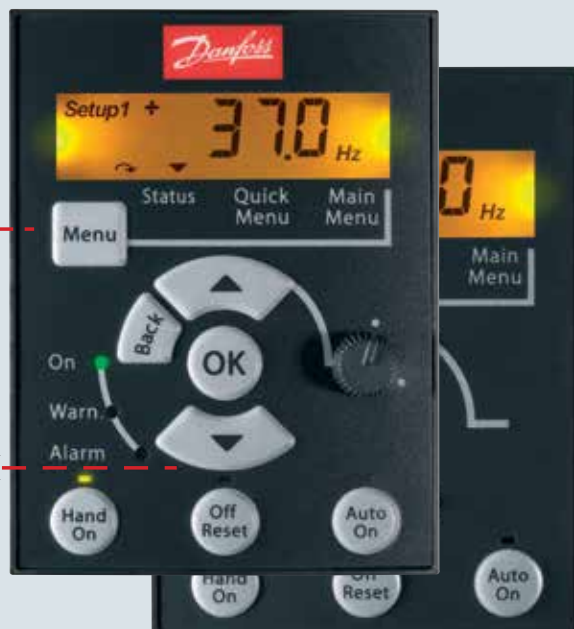 Danfoss
Setup1 + 37.0 Hz
Status Quick Menu Main Menu
Menu
Back
OK
On
Warn.
Alarm
Hand On
Off Reset
Auto On
0 Hz
Main Menu
Hand On
Off Reset
Auto On